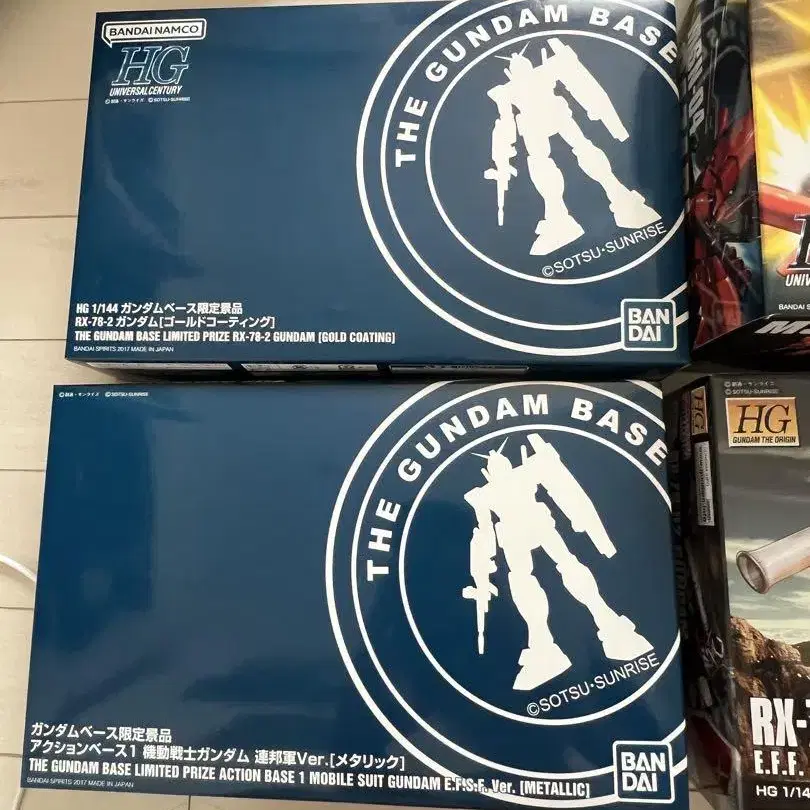 BANDAI NAMCO
HG
UNIVERSAL CENTURY
©創通・サンライズ ©SOTSU・SUNRISE
THE GUNDAM BASE
©SOTSU・SUNRISE
HG 1/144 ガンダムベース限定景品
RX-78-2 ガンダム[ゴールドコーティング]
THE GUNDAM BASE LIMITED PRIZE RX-78-2 GUNDAM [GOLD COATING]
BANDAI SPIRITS 2017 MADE IN JAPAN
BAN
DAI
©創通・サンライズ ©SOTSU・SUNRISE
THE GUNDAM BASE
©SOTSU・SUNRISE
ガンダムベース限定景品
アクションベース1 機動戦士ガンダム 連邦軍Ver.[メタリック]
THE GUNDAM BASE LIMITED PRIZE ACTION BASE 1 MOBILE SUIT GUNDAM E.F.S.F. Ver. [METALLIC]
BANDAI SPIRITS 2017 MADE IN JAPAN
BAN
DAI
©創通・サンライズ
©SOTSU・SUNRISE
HG
GUNDAM THE ORIGIN
RX-
E.F.F.
HG 1/14